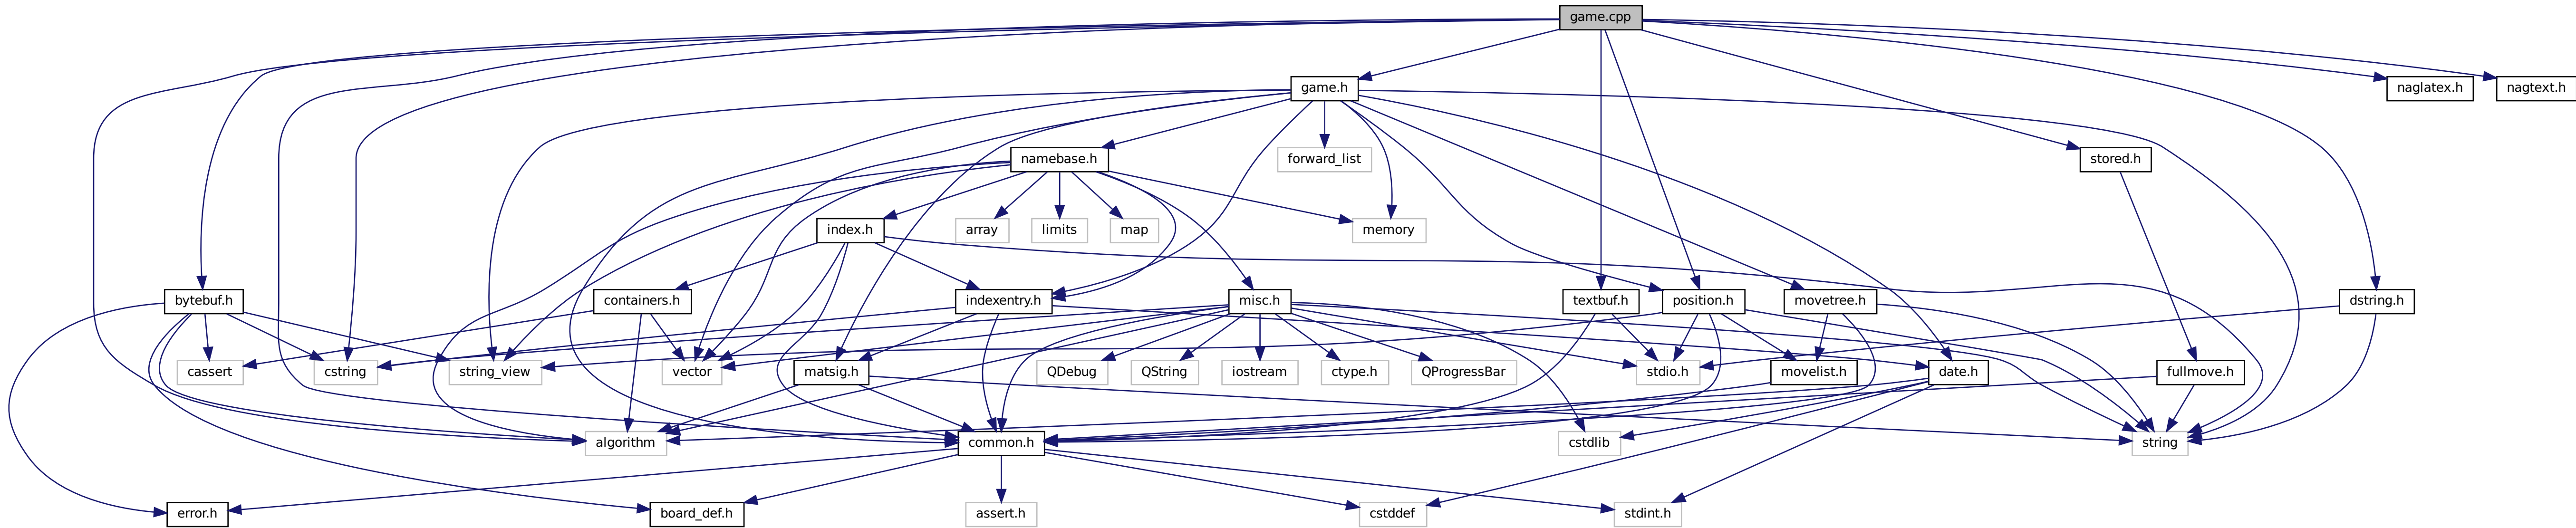 game.cpp
game.h
naglatex.h
nagtext.h
namebase.h
forward_list
stored.h
index.h
array
limits
map
memory
bytebuf.h
containers.h
indexentry.h
misc.h
textbuf.h
position.h
movetree.h
dstring.h
cassert
cstring
string_view
vector
matsig.h
QDebug
QString
iostream
ctype.h
QProgressBar
stdio.h
movelist.h
date.h
fullmove.h
algorithm
common.h
cstdlib
string
error.h
board_def.h
assert.h
cstddef
stdint.h